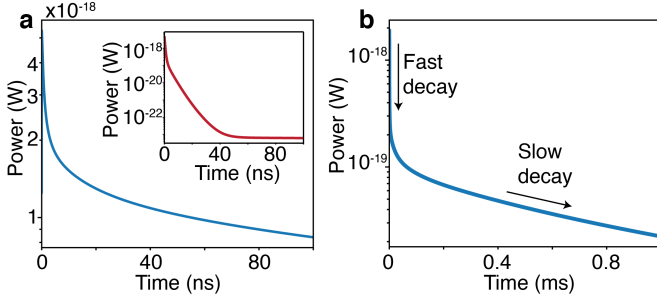 a
×10⁻¹⁸
Power (W)
4
3
2
1
0
40
80
Time (ns)
Power (W)
10⁻¹⁸
10⁻²⁰
10⁻²²
0
40
80
Time (ns)
b
Power (W)
10⁻¹⁸
10⁻¹⁹
Fast
decay
Slow
decay
0
0.4
0.8
Time (ms)